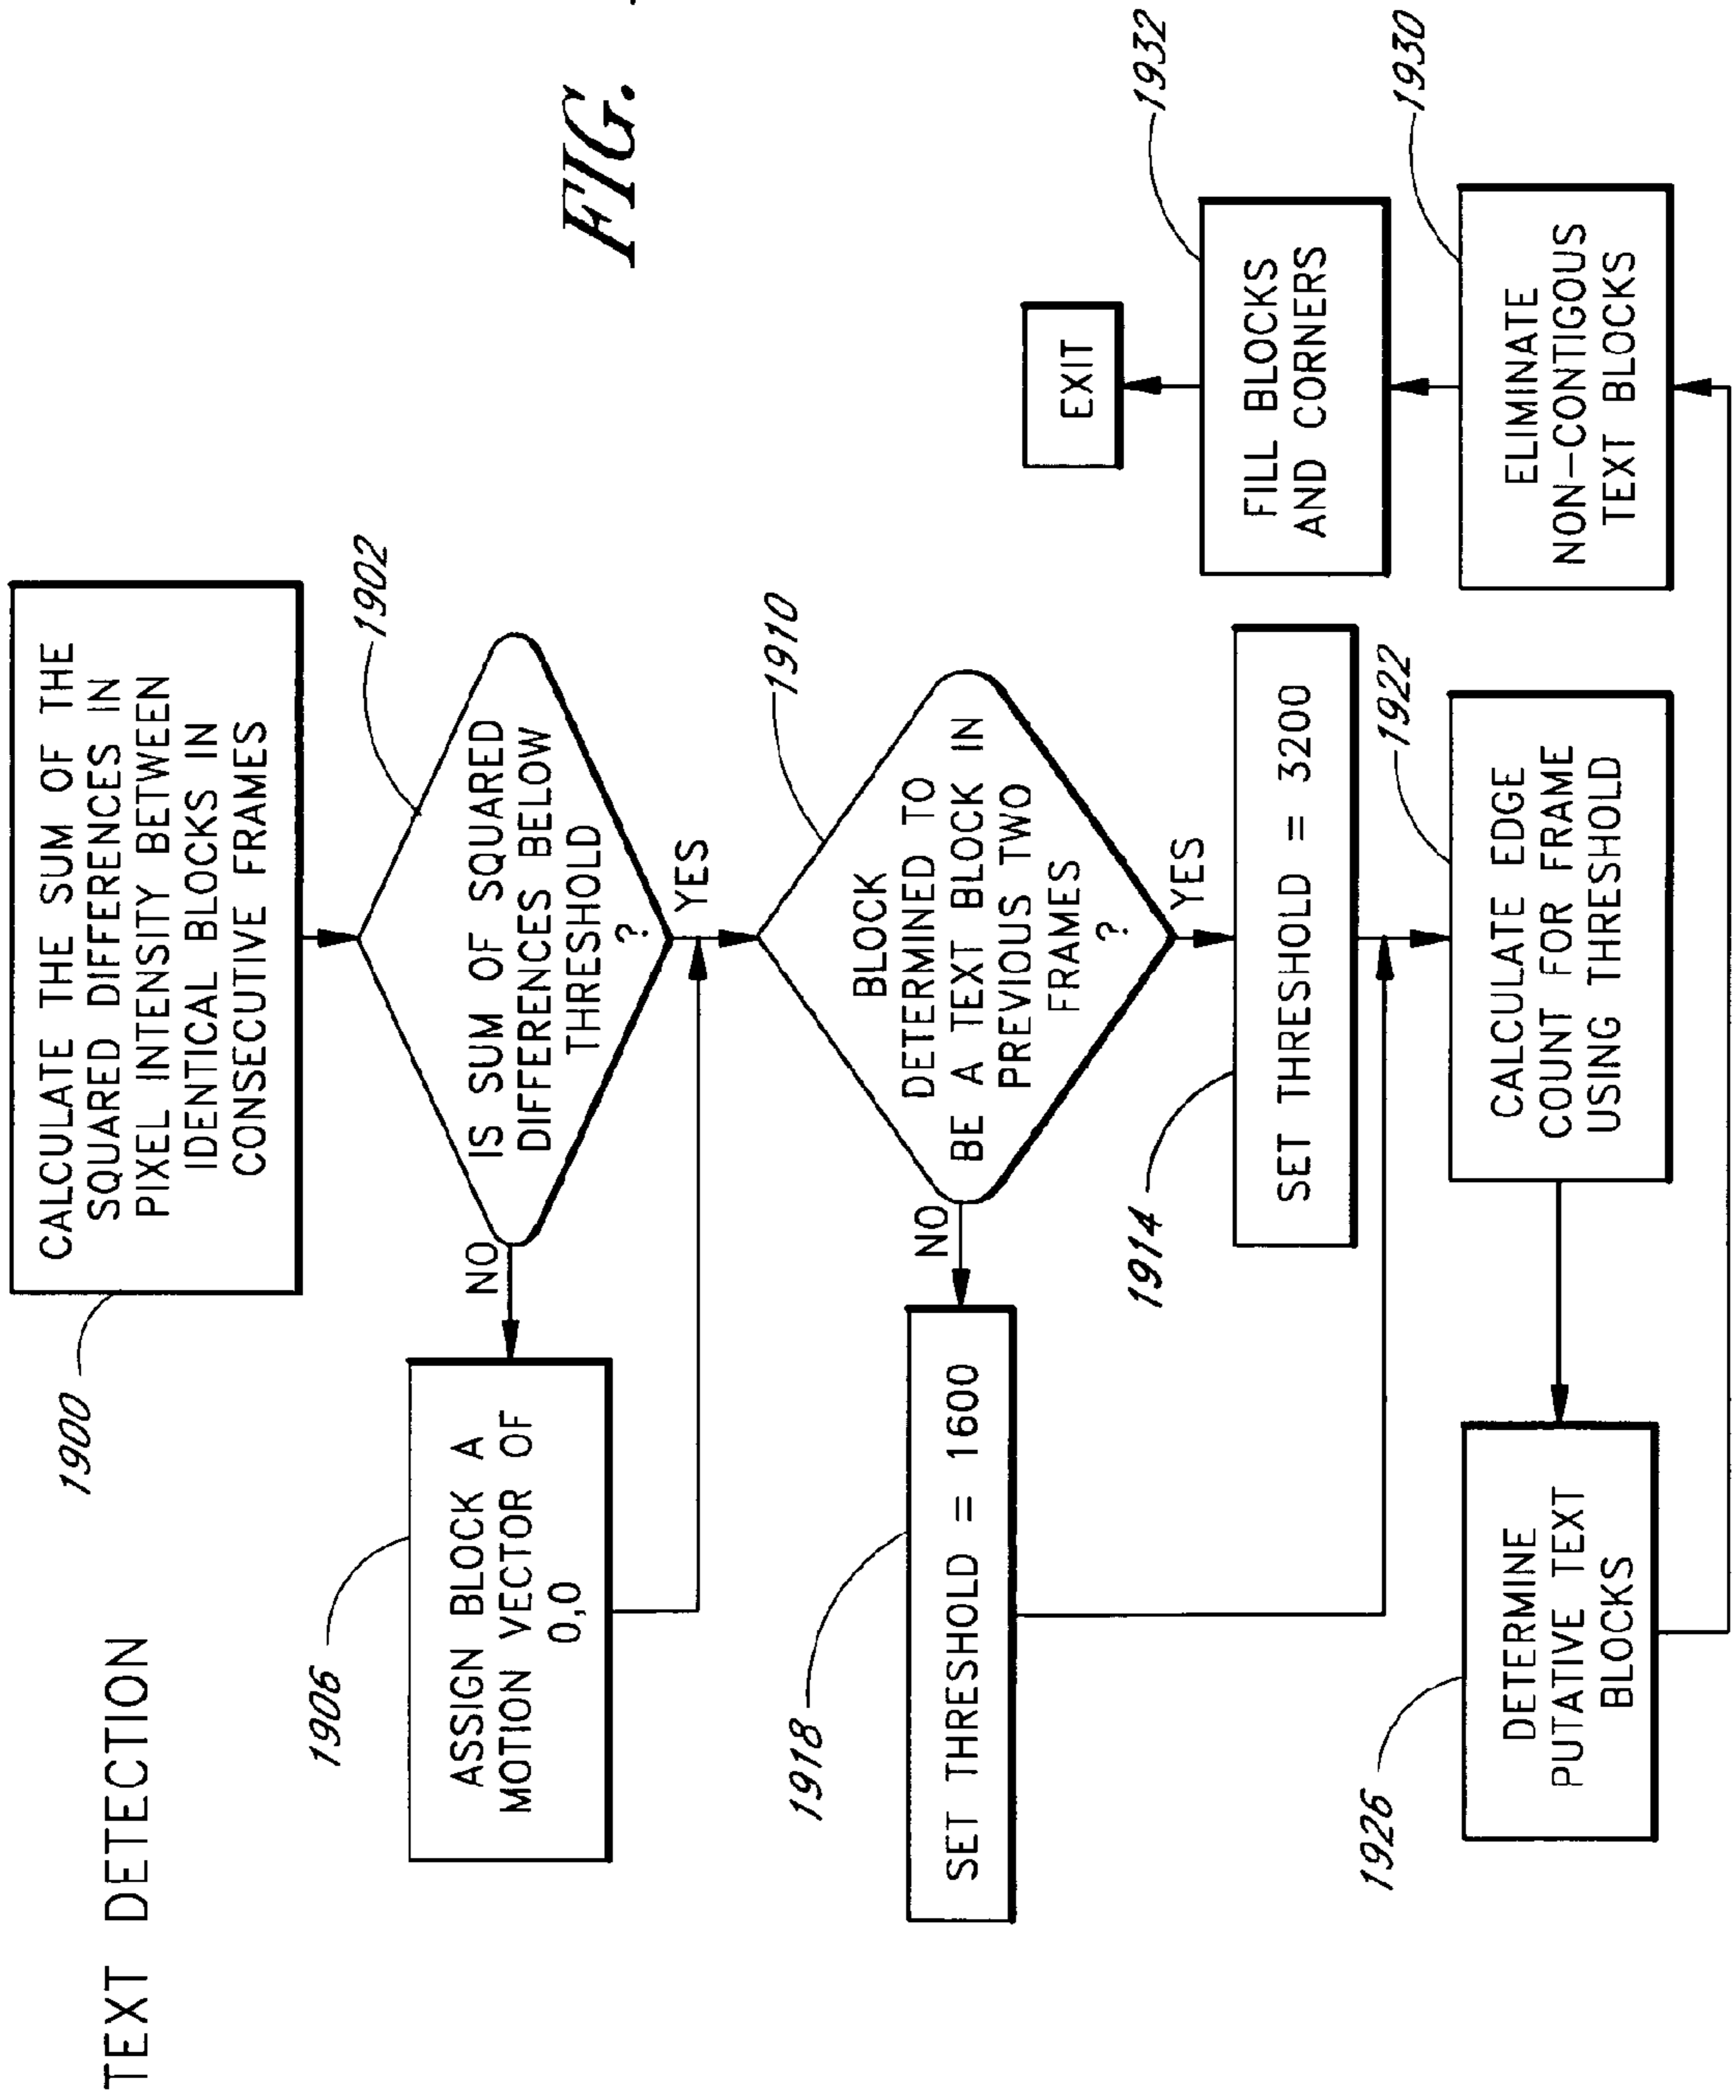 TEXT DETECTION
1900
CALCULATE THE SUM OF THE
SQUARED DIFFERENCES IN
PIXEL INTENSITY BETWEEN
IDENTICAL BLOCKS IN
CONSECUTIVE FRAMES
1902
IS SUM OF SQUARED
DIFFERENCES BELOW
THRESHOLD
?
NO
YES
1906
ASSIGN BLOCK A
MOTION VECTOR OF
0,0
1910
BLOCK
DETERMINED TO
BE A TEXT BLOCK IN
PREVIOUS TWO
FRAMES
?
NO
YES
1918
SET THRESHOLD = 1600
1914
SET THRESHOLD = 3200
1922
CALCULATE EDGE
COUNT FOR FRAME
USING THRESHOLD
1926
DETERMINE
PUTATIVE TEXT
BLOCKS
1930
ELIMINATE
NON-CONTIGOUS
TEXT BLOCKS
1932
FILL BLOCKS
AND CORNERS
EXIT
FIG.